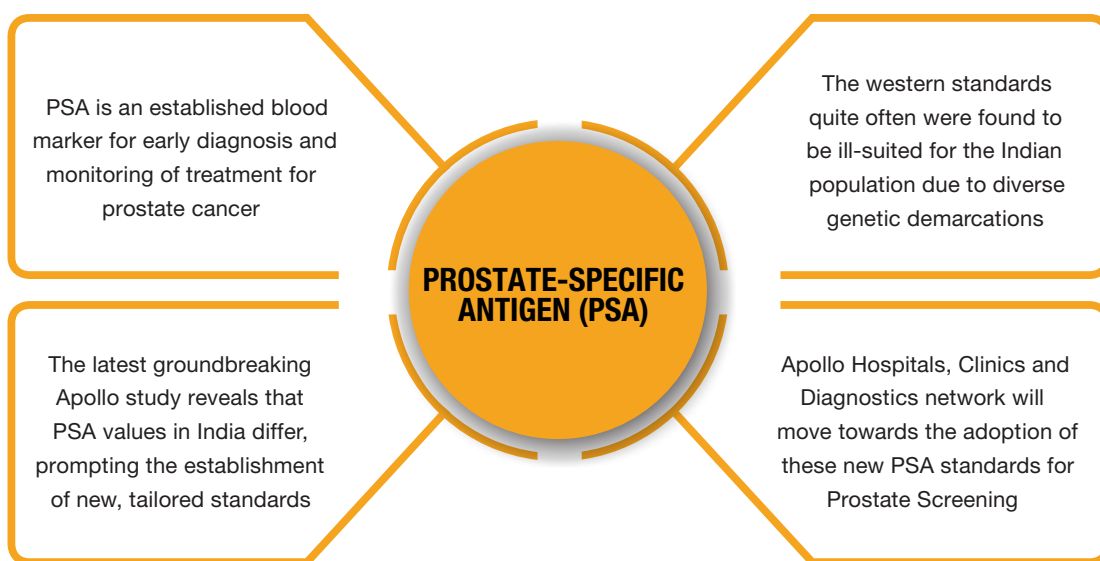 PSA is an established blood
marker for early diagnosis and
monitoring of treatment for
prostate cancer
The western standards
quite often were found to
be ill-suited for the Indian
population due to diverse
genetic demarcations
PROSTATE-SPECIFIC
ANTIGEN (PSA)
The latest groundbreaking
Apollo study reveals that
PSA values in India differ,
prompting the establishment
of new, tailored standards
Apollo Hospitals, Clinics and
Diagnostics network will
move towards the adoption of
these new PSA standards for
Prostate Screening